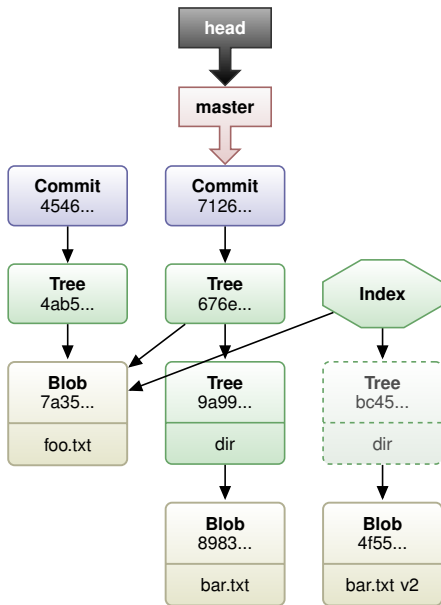 head
master
Commit
4546...
Commit
7126...
Tree
4ab5...
Tree
676e...
Index
Blob
7a35...
foo.txt
Tree
9a99...
dir
Tree
bc45...
dir
Blob
8983...
bar.txt
Blob
4f55...
bar.txt v2